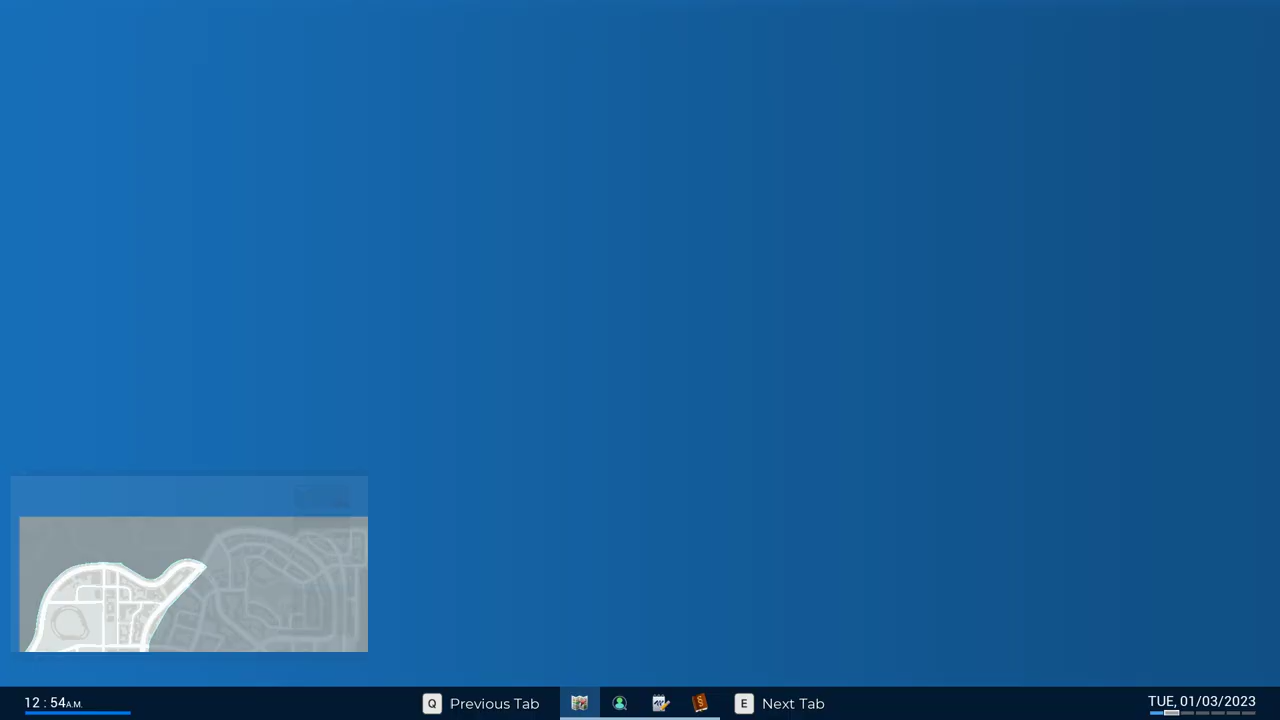 12 : 54A.M.
Q Previous Tab
E Next Tab
TUE, 01/03/2023